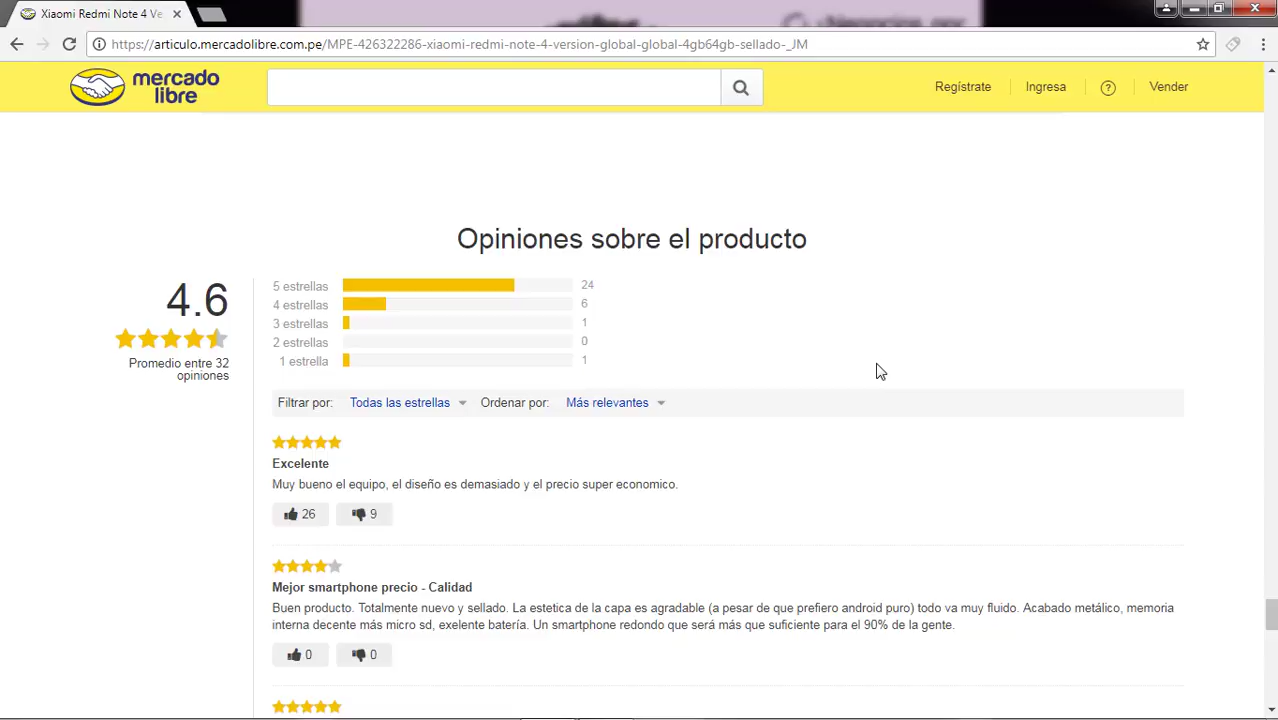 Xiaomi Redmi Note 4 Ve
https://articulo.mercadolibre.com.pe/MPE-426322286-xiaomi-redmi-note-4-version-global-global-4gb64gb-sellado-_JM
mercado
libre
Regístrate
Ingresa
?
Vender
Opiniones sobre el producto
4.6
Promedio entre 32
opiniones
5 estrellas 24
4 estrellas 6
3 estrellas 1
2 estrellas 0
1 estrella 1
Filtrar por: Todas las estrellas Ordenar por: Más relevantes
Excelente
Muy bueno el equipo, el diseño es demasiado y el precio super economico.
26 9
Mejor smartphone precio - Calidad
Buen producto. Totalmente nuevo y sellado. La estetica de la capa es agradable (a pesar de que prefiero android puro) todo va muy fluido. Acabado metálico, memoria
interna decente más micro sd, exelente batería. Un smartphone redondo que será más que suficiente para el 90% de la gente.
0 0